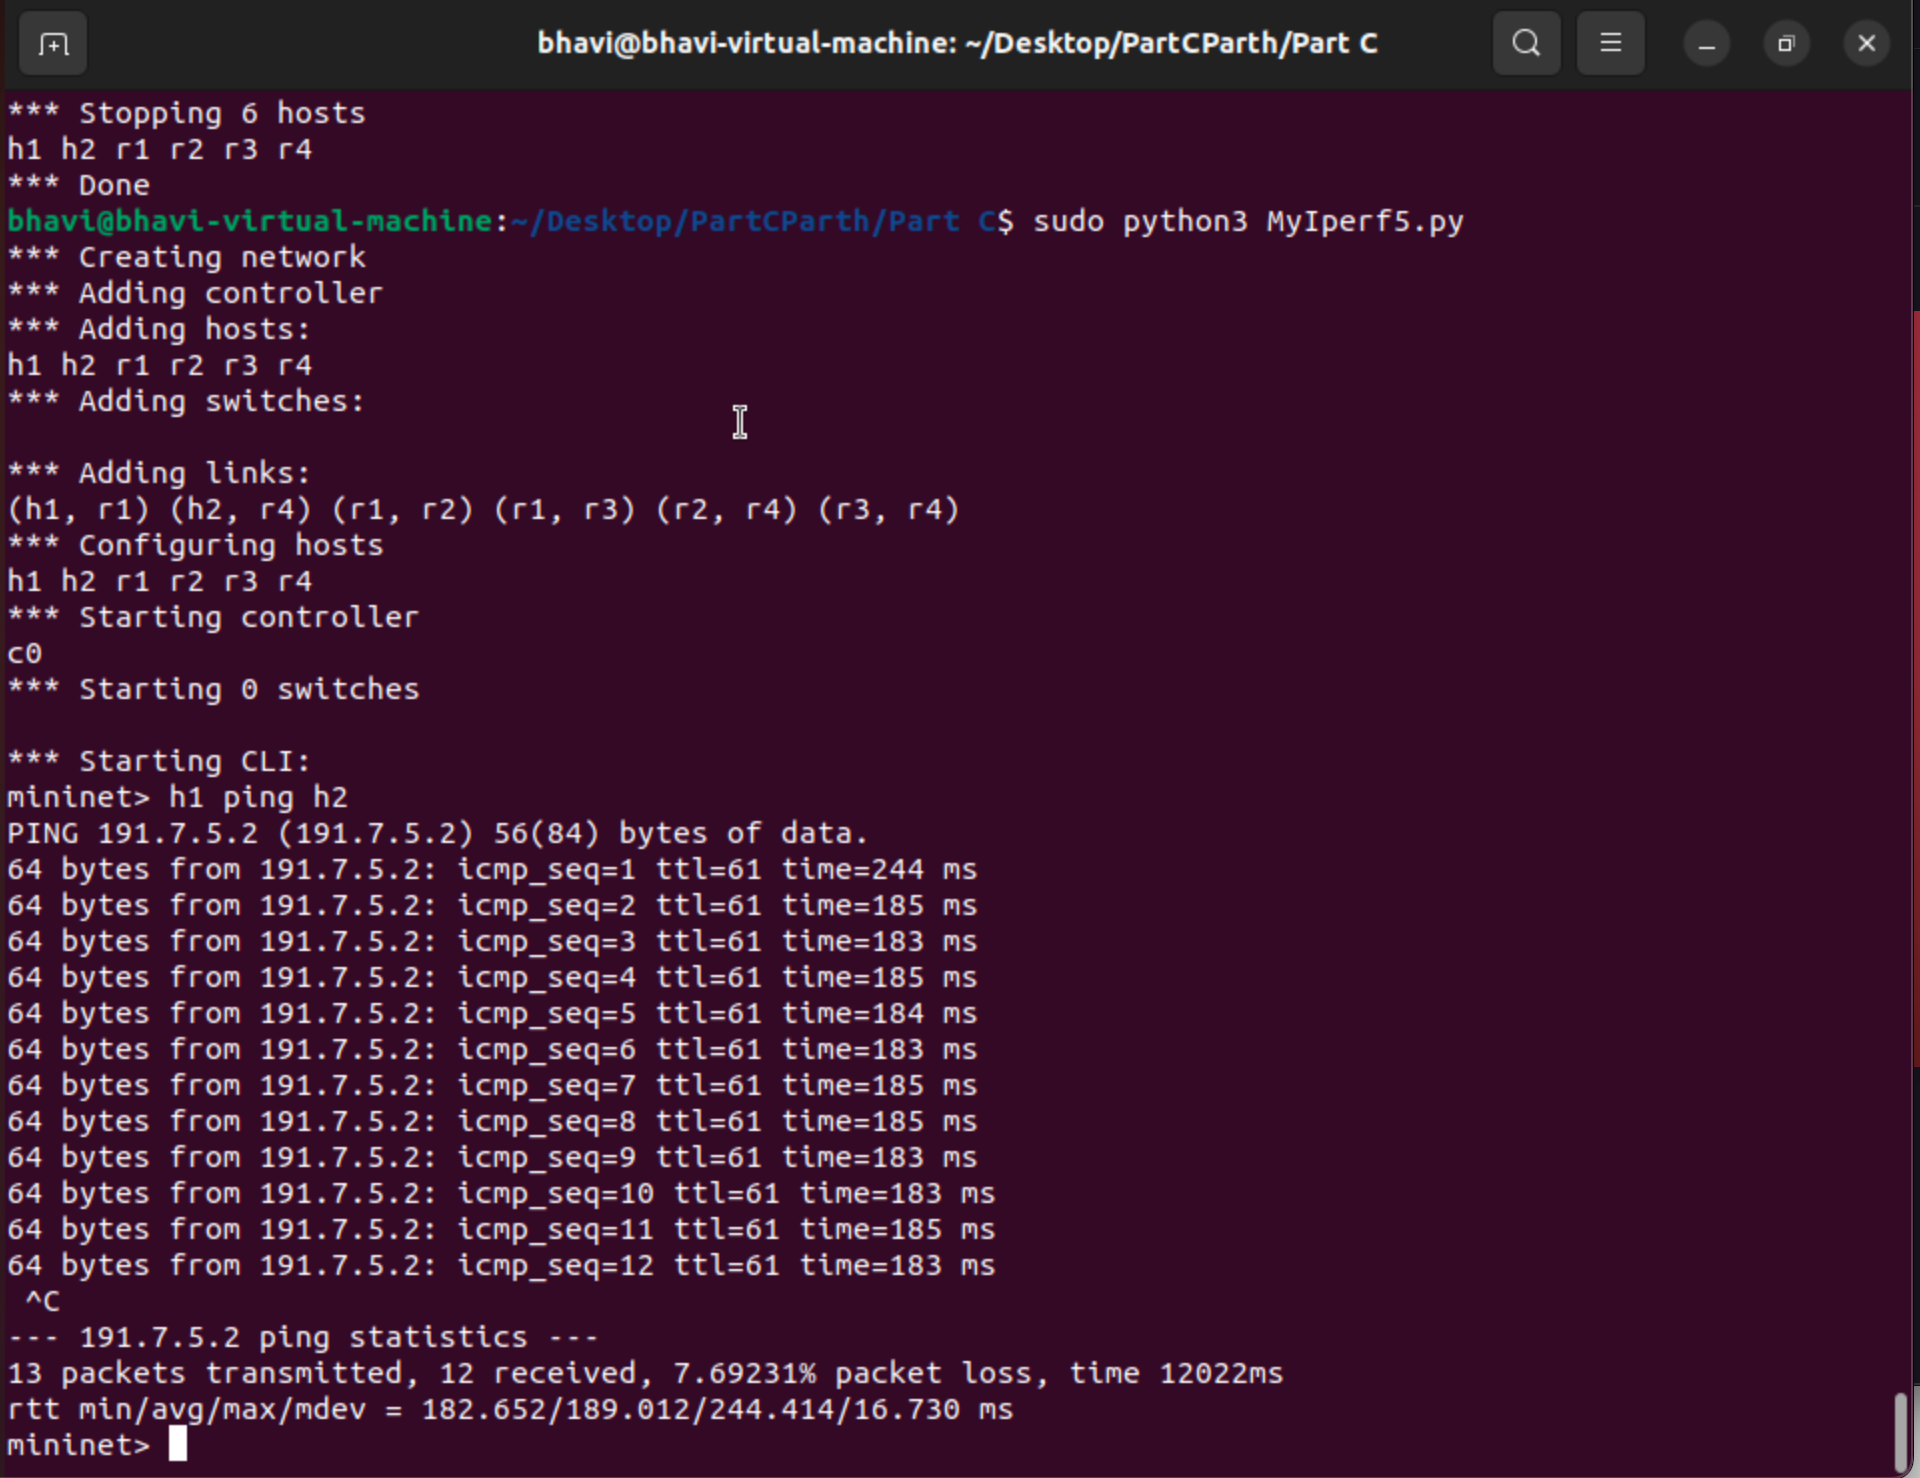 bhavi@bhavi-virtual-machine: ~/Desktop/PartCParth/Part C
*** Stopping 6 hosts
h1 h2 r1 r2 r3 r4
*** Done
bhavi@bhavi-virtual-machine:~/Desktop/PartCParth/Part C$ sudo python3 MyIperf5.py
*** Creating network
*** Adding controller
*** Adding hosts:
h1 h2 r1 r2 r3 r4
*** Adding switches:
*** Adding links:
(h1, r1) (h2, r4) (r1, r2) (r1, r3) (r2, r4) (r3, r4)
*** Configuring hosts
h1 h2 r1 r2 r3 r4
*** Starting controller
c0
*** Starting 0 switches
*** Starting CLI:
mininet> h1 ping h2
PING 191.7.5.2 (191.7.5.2) 56(84) bytes of data.
64 bytes from 191.7.5.2: icmp_seq=1 ttl=61 time=244 ms
64 bytes from 191.7.5.2: icmp_seq=2 ttl=61 time=185 ms
64 bytes from 191.7.5.2: icmp_seq=3 ttl=61 time=183 ms
64 bytes from 191.7.5.2: icmp_seq=4 ttl=61 time=185 ms
64 bytes from 191.7.5.2: icmp_seq=5 ttl=61 time=184 ms
64 bytes from 191.7.5.2: icmp_seq=6 ttl=61 time=183 ms
64 bytes from 191.7.5.2: icmp_seq=7 ttl=61 time=185 ms
64 bytes from 191.7.5.2: icmp_seq=8 ttl=61 time=185 ms
64 bytes from 191.7.5.2: icmp_seq=9 ttl=61 time=183 ms
64 bytes from 191.7.5.2: icmp_seq=10 ttl=61 time=183 ms
64 bytes from 191.7.5.2: icmp_seq=11 ttl=61 time=185 ms
64 bytes from 191.7.5.2: icmp_seq=12 ttl=61 time=183 ms
^C
--- 191.7.5.2 ping statistics ---
13 packets transmitted, 12 received, 7.69231% packet loss, time 12022ms
rtt min/avg/max/mdev = 182.652/189.012/244.414/16.730 ms
mininet>